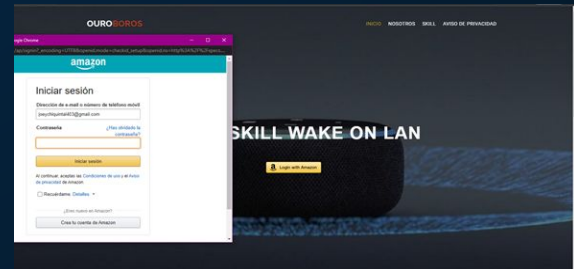 OUROBOROS
INICIO NOSOTROS SKILL AVISO DE PRIVACIDAD
ogle Chrome
amazon
Iniciar sesión
Dirección de e-mail o número de teléfono móvil
Contraseña
¿Has olvidado la
contraseña?
Iniciar sesión
Al continuar, aceptas las Condiciones de uso y el Aviso
de privacidad de Amazon.
Recuérdame. Detalles
¿Eres nuevo en Amazon?
Crea tu cuenta de Amazon
SKILL WAKE ON LAN
Login with Amazon